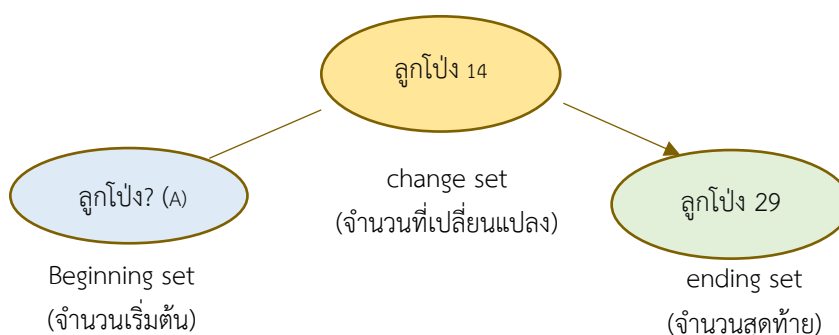 ลูกโป่ง 14
ลูกโป่ง? (A)
change set
(จำนวนที่เปลี่ยนแปลง)
ลูกโป่ง 29
Beginning set
(จำนวนเริ่มต้น)
ending set
(จำนวนสดท้าย)